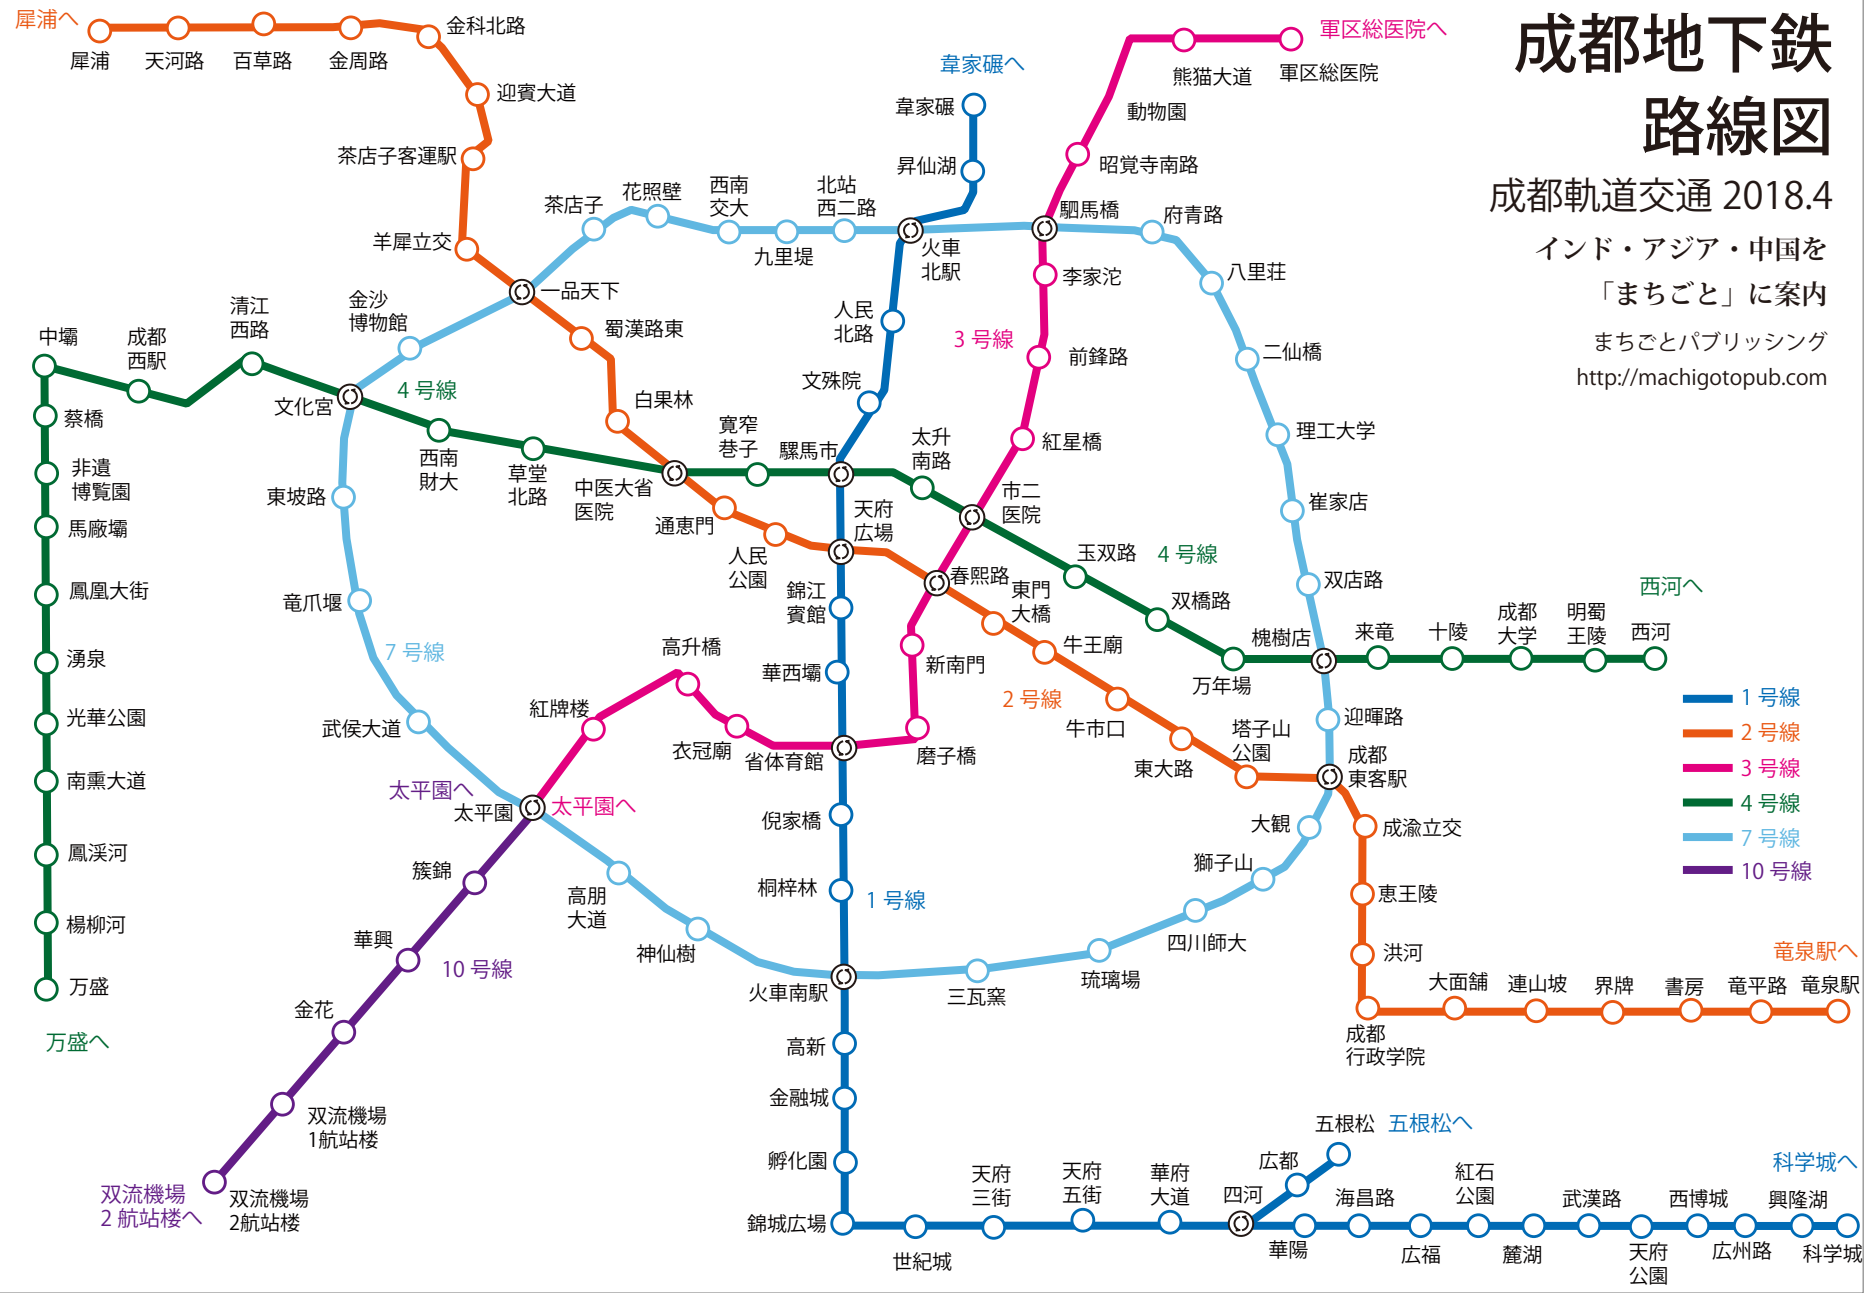 成都地下鉄
路線図
成都軌道交通 2018.4
インド・アジア・中国を
「まちごと」に案内
まちごとパブリッシング
http://machigotopub.com
犀浦へ
犀浦
天河路
百草路
金周路
金科北路
迎賓大道
茶店子客運駅
羊犀立交
一品天下
蜀漢路東
白果林
中医大省
医院
通恵門
人民
公園
天府
広場
春熙路
東門
大橋
牛王廟
2 号線
牛市口
東大路
塔子山
公園
成都
東客駅
成渝立交
恵王陵
洪河
成都
行政学院
大面舗
連山坡
界牌
書房
竜平路
竜泉駅
竜泉駅へ
韋家碾へ
韋家碾
昇仙湖
火車
北駅
人民
北路
文殊院
騾馬市
錦江
賓館
華西壩
省体育館
倪家橋
桐梓林
1 号線
火車南駅
高新
金融城
孵化園
錦城広場
世紀城
天府
三街
天府
五街
華府
大道
四河
広都
五根松
五根松へ
華陽
海昌路
広福
紅石
公園
麓湖
武漢路
天府
公園
西博城
広州路
興隆湖
科学城
科学城へ
軍区総医院へ
軍区総医院
熊猫大道
動物園
昭覚寺南路
駟馬橋
李家沱
3 号線
前鋒路
紅星橋
市二
医院
新南門
磨子橋
衣冠廟
高升橋
紅牌楼
太平園へ
太平園
太平園へ
簇錦
華興
10 号線
金花
双流機場
1航站楼
双流機場
2航站楼
双流機場
2 航站楼へ
茶店子
花照壁
西南
交大
九里堤
北站
西二路
府青路
八里荘
二仙橋
理工大学
崔家店
双店路
槐樹店
迎暉路
大観
獅子山
四川師大
琉璃場
三瓦窯
神仙樹
高朋
大道
武侯大道
7 号線
竜爪堰
東坡路
文化宮
金沙
博物館
4 号線
清江
西路
成都
西駅
中壩
蔡橋
非遺
博覧園
馬廠壩
鳳凰大街
湧泉
光華公園
南熏大道
鳳渓河
楊柳河
万盛
万盛へ
西南
財大
草堂
北路
寛窄
巷子
太升
南路
玉双路
4 号線
双橋路
万年場
来竜
十陵
成都
大学
明蜀
王陵
西河
西河へ
1 号線
2 号線
3 号線
4 号線
7 号線
10 号線